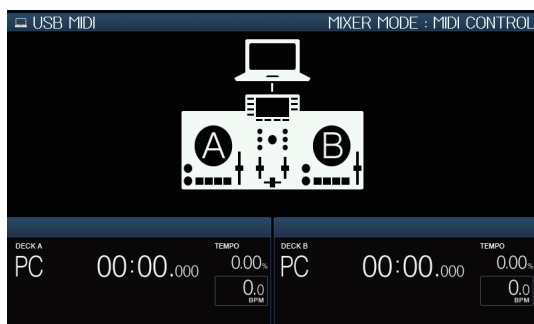 USB MIDI MIXER MODE : MIDI CONTROL
A B
DECK A TEMPO DECK B TEMPO
PC 00:00.000 0.00% PC 00:00.000 0.00%
0.0 0.0
BPM BPM